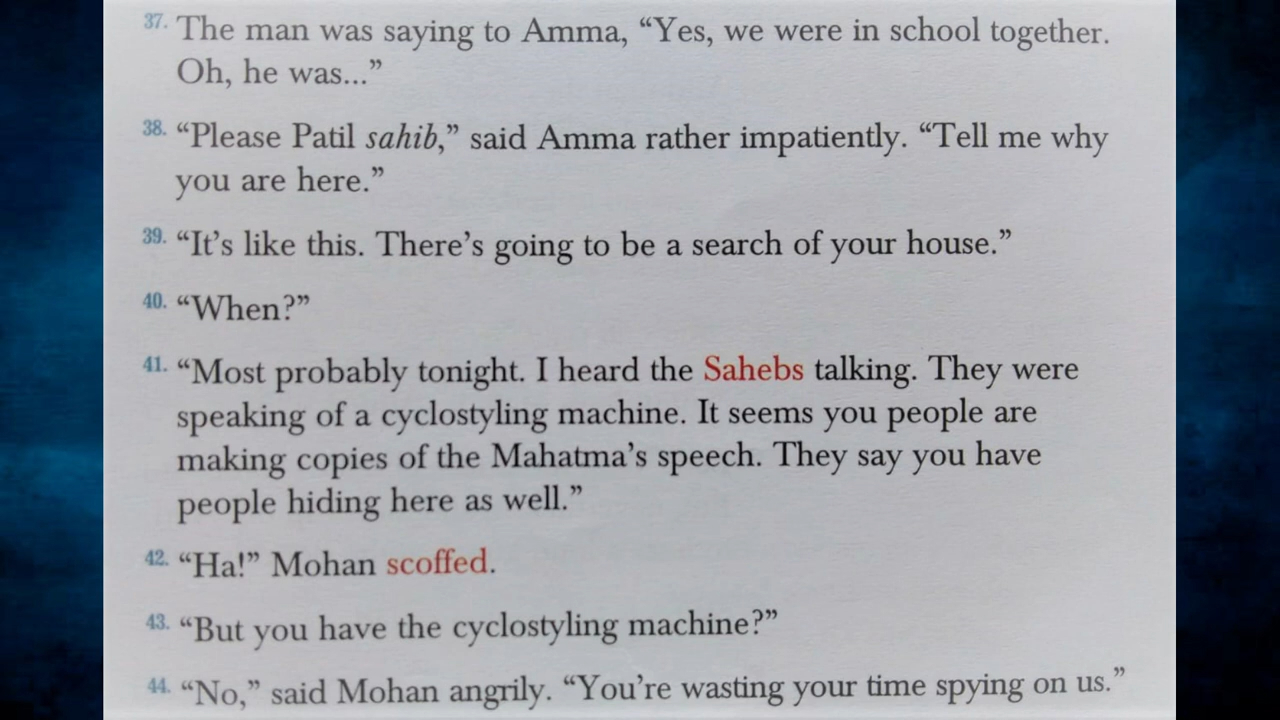 37. The man was saying to Amma, “Yes, we were in school together.
Oh, he was...”
38. “Please Patil sahib,” said Amma rather impatiently. “Tell me why
you are here.”
39. “It’s like this. There’s going to be a search of your house.”
40. “When?”
41. “Most probably tonight. I heard the Sahebs talking. They were
speaking of a cyclostyling machine. It seems you people are
making copies of the Mahatma’s speech. They say you have
people hiding here as well.”
42. “Ha!” Mohan scoffed.
43. “But you have the cyclostyling machine?”
44. “No,” said Mohan angrily. “You’re wasting your time spying on us.”